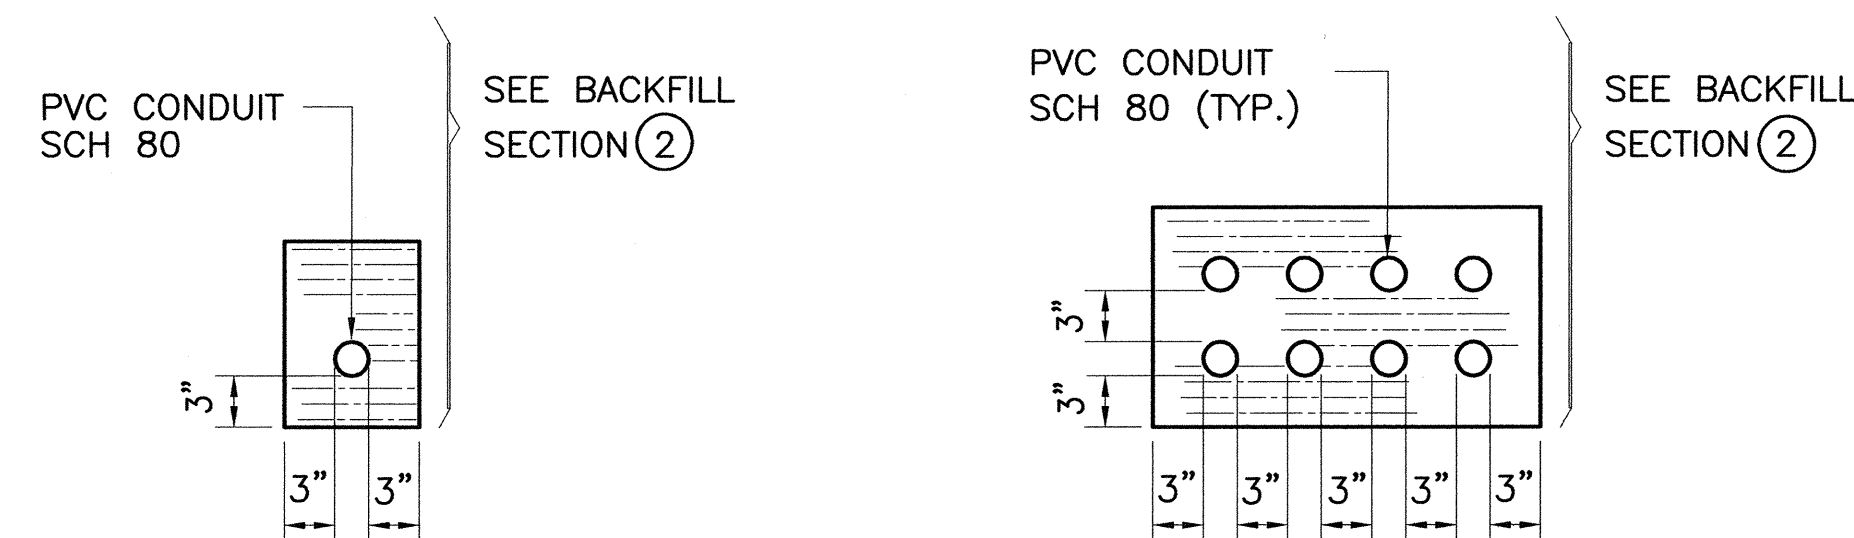 PVC CONDUIT
SCH 80
SEE BACKFILL
SECTION 2
3”
3” 3”
PVC CONDUIT
SCH 80 (TYP.)
SEE BACKFILL
SECTION 2
3”
3”
3” 3” 3” 3” 3”